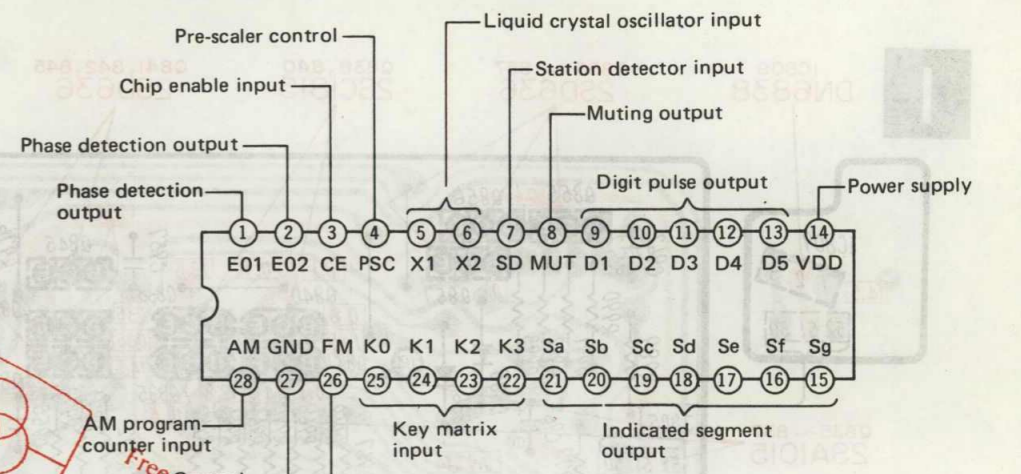 Liquid crystal oscillator input
Pre-scaler control
Station detector input
Chip enable input
Muting output
Phase detection output
Digit pulse output
Phase detection
output
Power supply
1 2 3 4 5 6 7 8 9 10 11 12 13 14
E01 E02 CE PSC X1 X2 SD MUT D1 D2 D3 D4 D5 VDD
AM GND FM K0 K1 K2 K3 Sa Sb Sc Sd Se Sf Sg
28 27 26 25 24 23 22 21 20 19 18 17 16 15
AM program
counter input
Key matrix
input
Indicated segment
output
Free